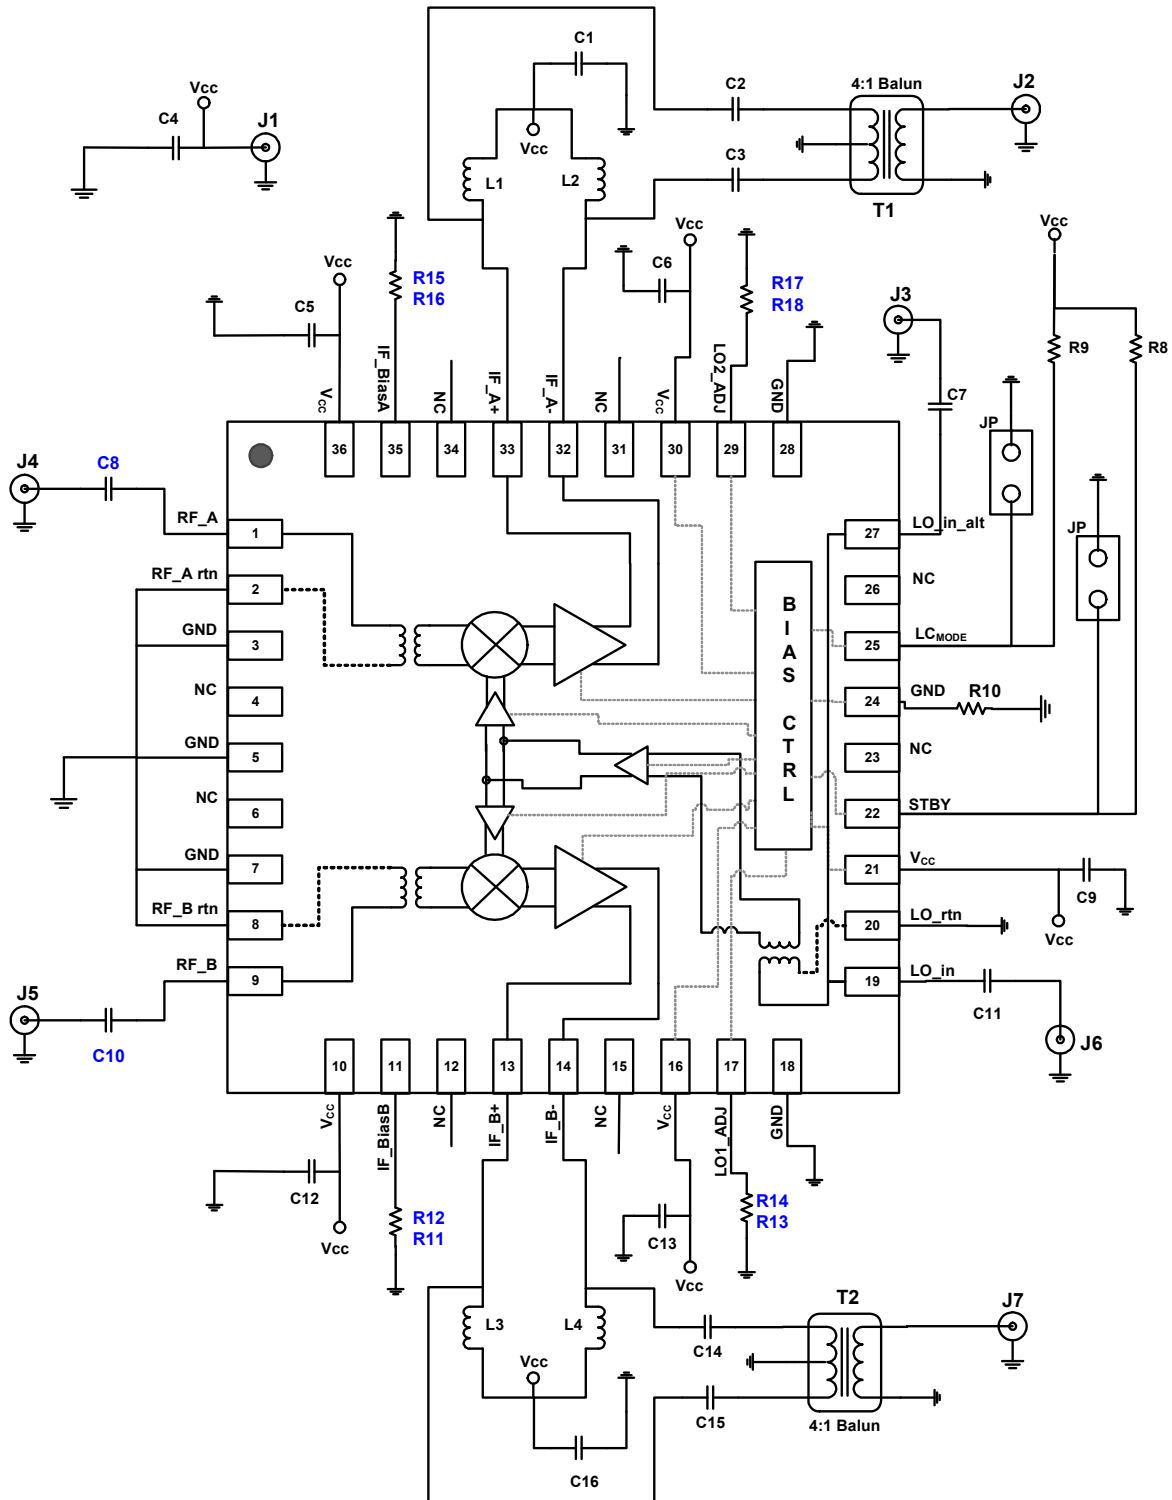 C1
C2
4:1 Balun
J2
Vcc
C4
J1
Vcc
C3
L1
L2
T1
Vcc
C6
Vcc
Vcc
R15
R16
R17
R18
J3
C5
R9
R8
C7
JP
JP
VCC
IF_BiasA
NC
IF_A+
IF_A-
NC
VCC
LO2_ADJ
GND
36
35
34
33
32
31
30
29
28
J4
C8
RF_A
1
RF_A rtn
2
GND
3
NC
4
GND
5
NC
6
GND
7
RF_B rtn
8
RF_B
9
J5
C10
BIAS
CTRL
27
LO_in_alt
26
NC
25
LCMODE
24
GND
R10
23
NC
22
STBY
21
VCC
C9
Vcc
20
LO_rtn
19
LO_in
C11
J6
10
11
12
13
14
15
16
17
18
VCC
IF_BiasB
NC
IF_B+
IF_B-
NC
VCC
LO1_ADJ
GND
C12
Vcc
R12
R11
C13
Vcc
R14
R13
L3
L4
Vcc
C14
T2
J7
C15
4:1 Balun
C16